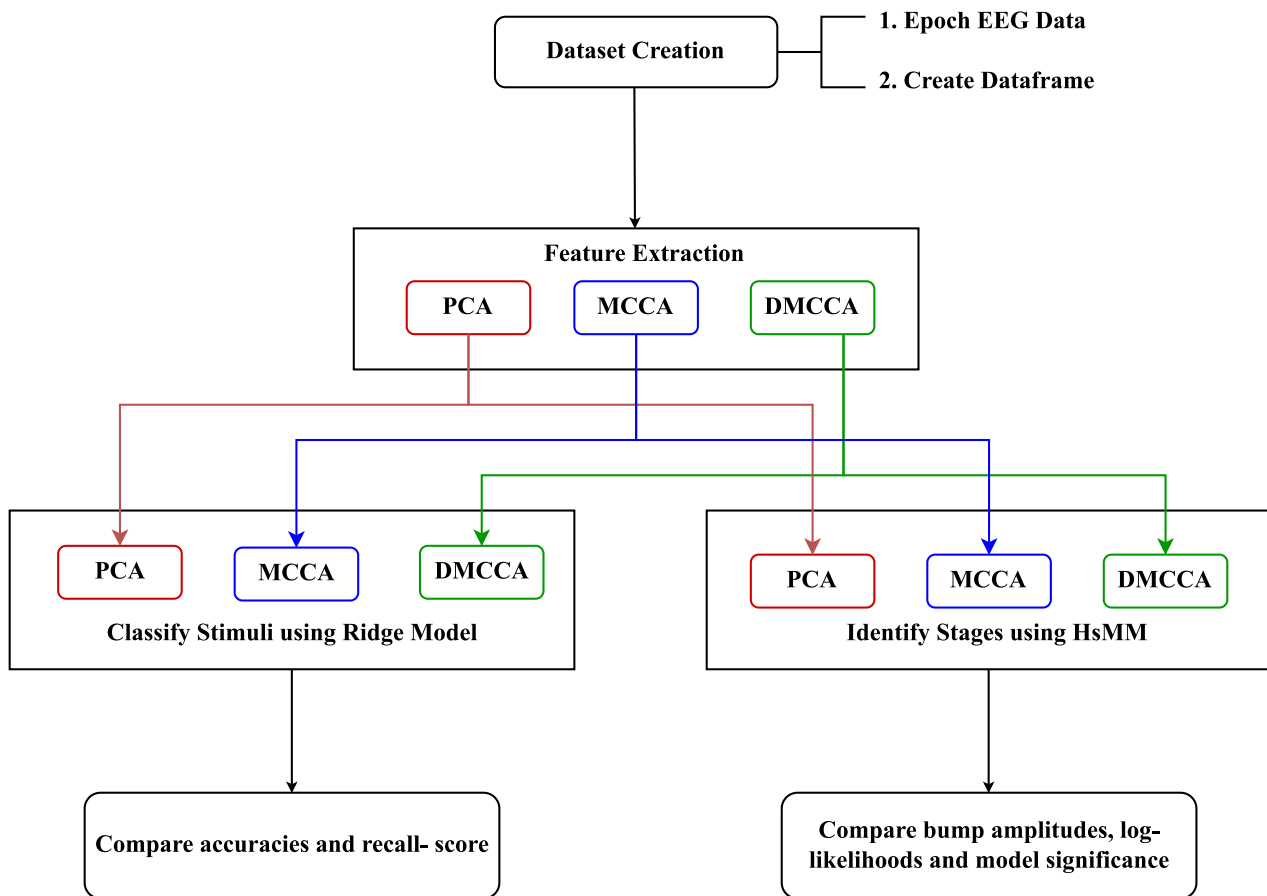 1. Epoch EEG Data
Dataset Creation
2. Create Dataframe
Feature Extraction
PCA
MCCA
DMCCA
PCA
MCCA
DMCCA
Classify Stimuli using Ridge Model
PCA
MCCA
DMCCA
Identify Stages using HsMM
Compare accuracies and recall- score
Compare bump amplitudes, log-
likelihoods and model significance